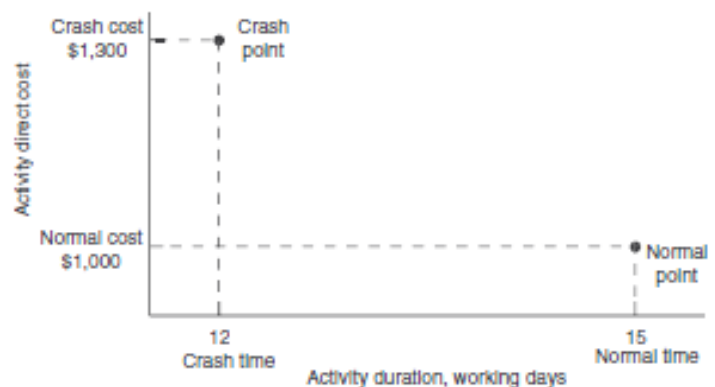 Crash cost
$1,300
Crash
point
Activity direct cost
Normal cost
$1,000
Normal
point
12
Crash time
15
Normal time
Activity duration, working days